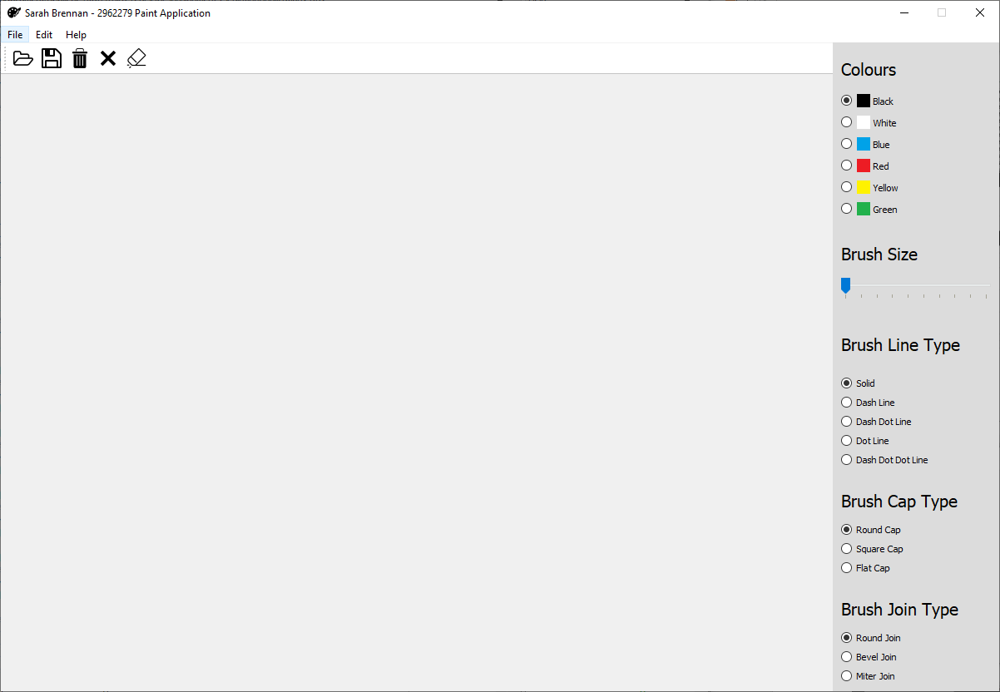 Sarah Brennan - 2962279 Paint Application
File Edit Help
Colours
Black
White
Blue
Red
Yellow
Green
Brush Size
Brush Line Type
Solid
Dash Line
Dash Dot Line
Dot Line
Dash Dot Dot Line
Brush Cap Type
Round Cap
Square Cap
Flat Cap
Brush Join Type
Round Join
Bevel Join
Miter Join